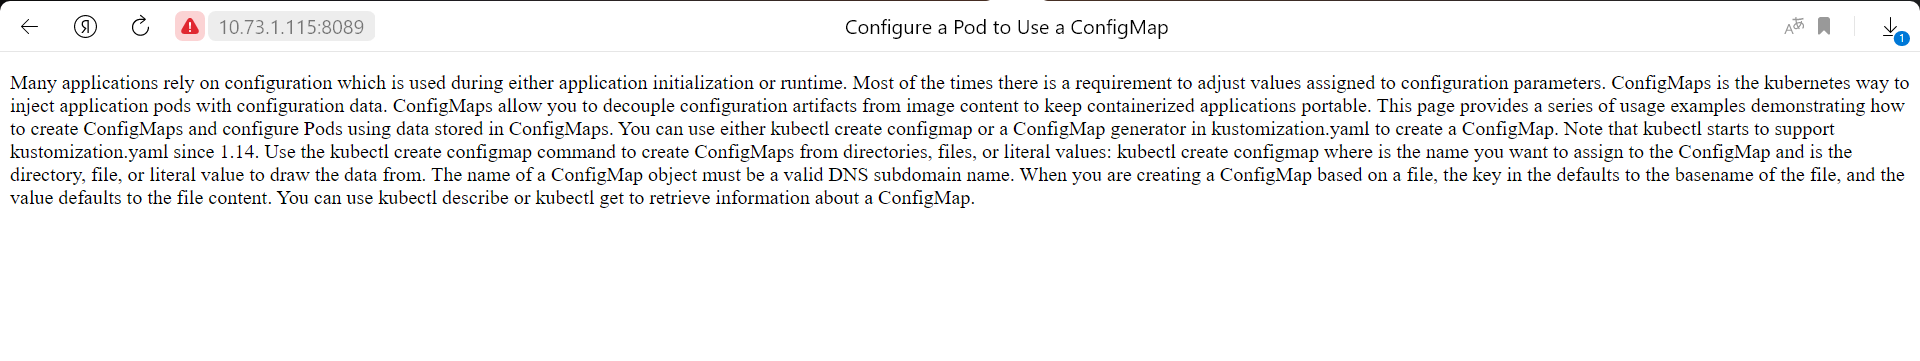 Я
10.73.1.115:8089
Configure a Pod to Use a ConfigMap
Aあ
1
Many applications rely on configuration which is used during either application initialization or runtime. Most of the times there is a requirement to adjust values assigned to configuration parameters. ConfigMaps is the kubernetes way to
inject application pods with configuration data. ConfigMaps allow you to decouple configuration artifacts from image content to keep containerized applications portable. This page provides a series of usage examples demonstrating how
to create ConfigMaps and configure Pods using data stored in ConfigMaps. You can use either kubectl create configmap or a ConfigMap generator in kustomization.yaml to create a ConfigMap. Note that kubectl starts to support
kustomization.yaml since 1.14. Use the kubectl create configmap command to create ConfigMaps from directories, files, or literal values: kubectl create configmap where is the name you want to assign to the ConfigMap and is the
directory, file, or literal value to draw the data from. The name of a ConfigMap object must be a valid DNS subdomain name. When you are creating a ConfigMap based on a file, the key in the defaults to the basename of the file, and the
value defaults to the file content. You can use kubectl describe or kubectl get to retrieve information about a ConfigMap.